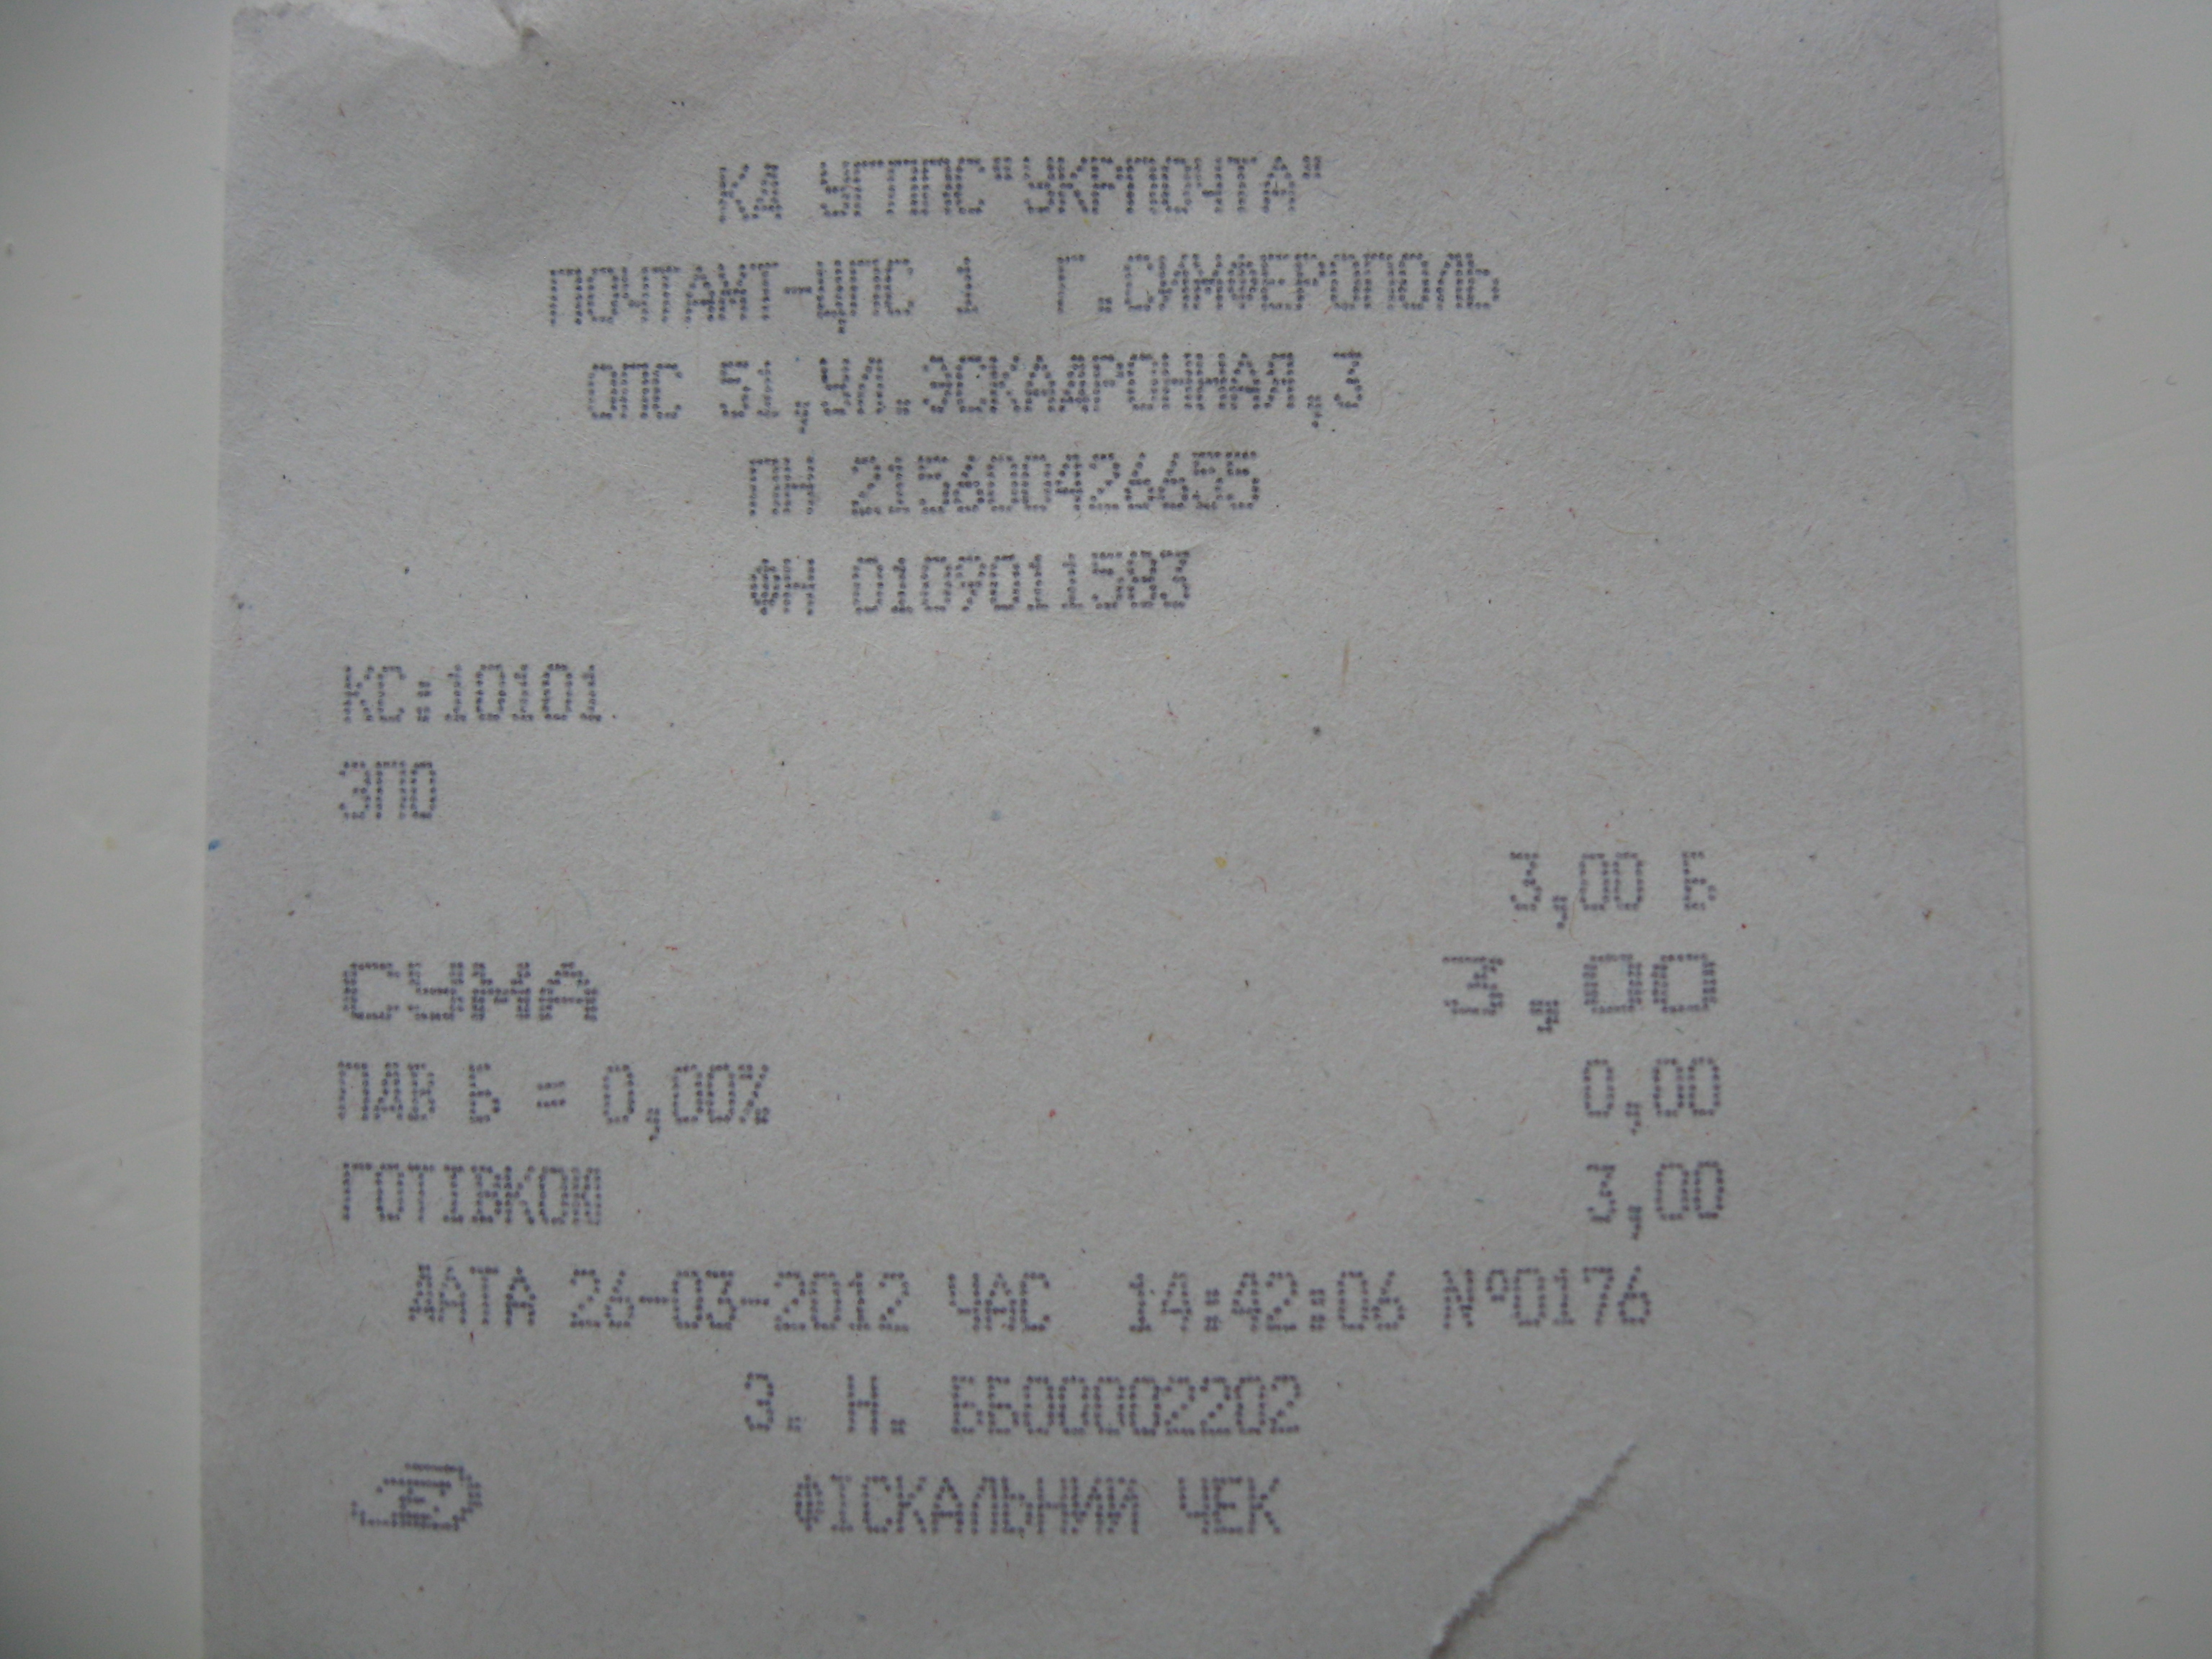 КА УГППС"УКРПОЧТА"
ПОЧТАМТ-ЦПС 1 Г.СИМФЕРОПОЛЬ
ОПС 51,УЛ.ЭСКАДРОННАЯ,3
ПН 215600426655
ФН 0109011583
КС:10101
ЗПО
3,00 Б
СУМА 3,00
ПДВ Б = 0,00% 0,00
ГОТІВКОЮ 3,00
ДАТА 26-03-2012 ЧАС 14:42:06 №0176
З. Н. ББ00002202
ФІСКАЛЬНИЙ ЧЕК